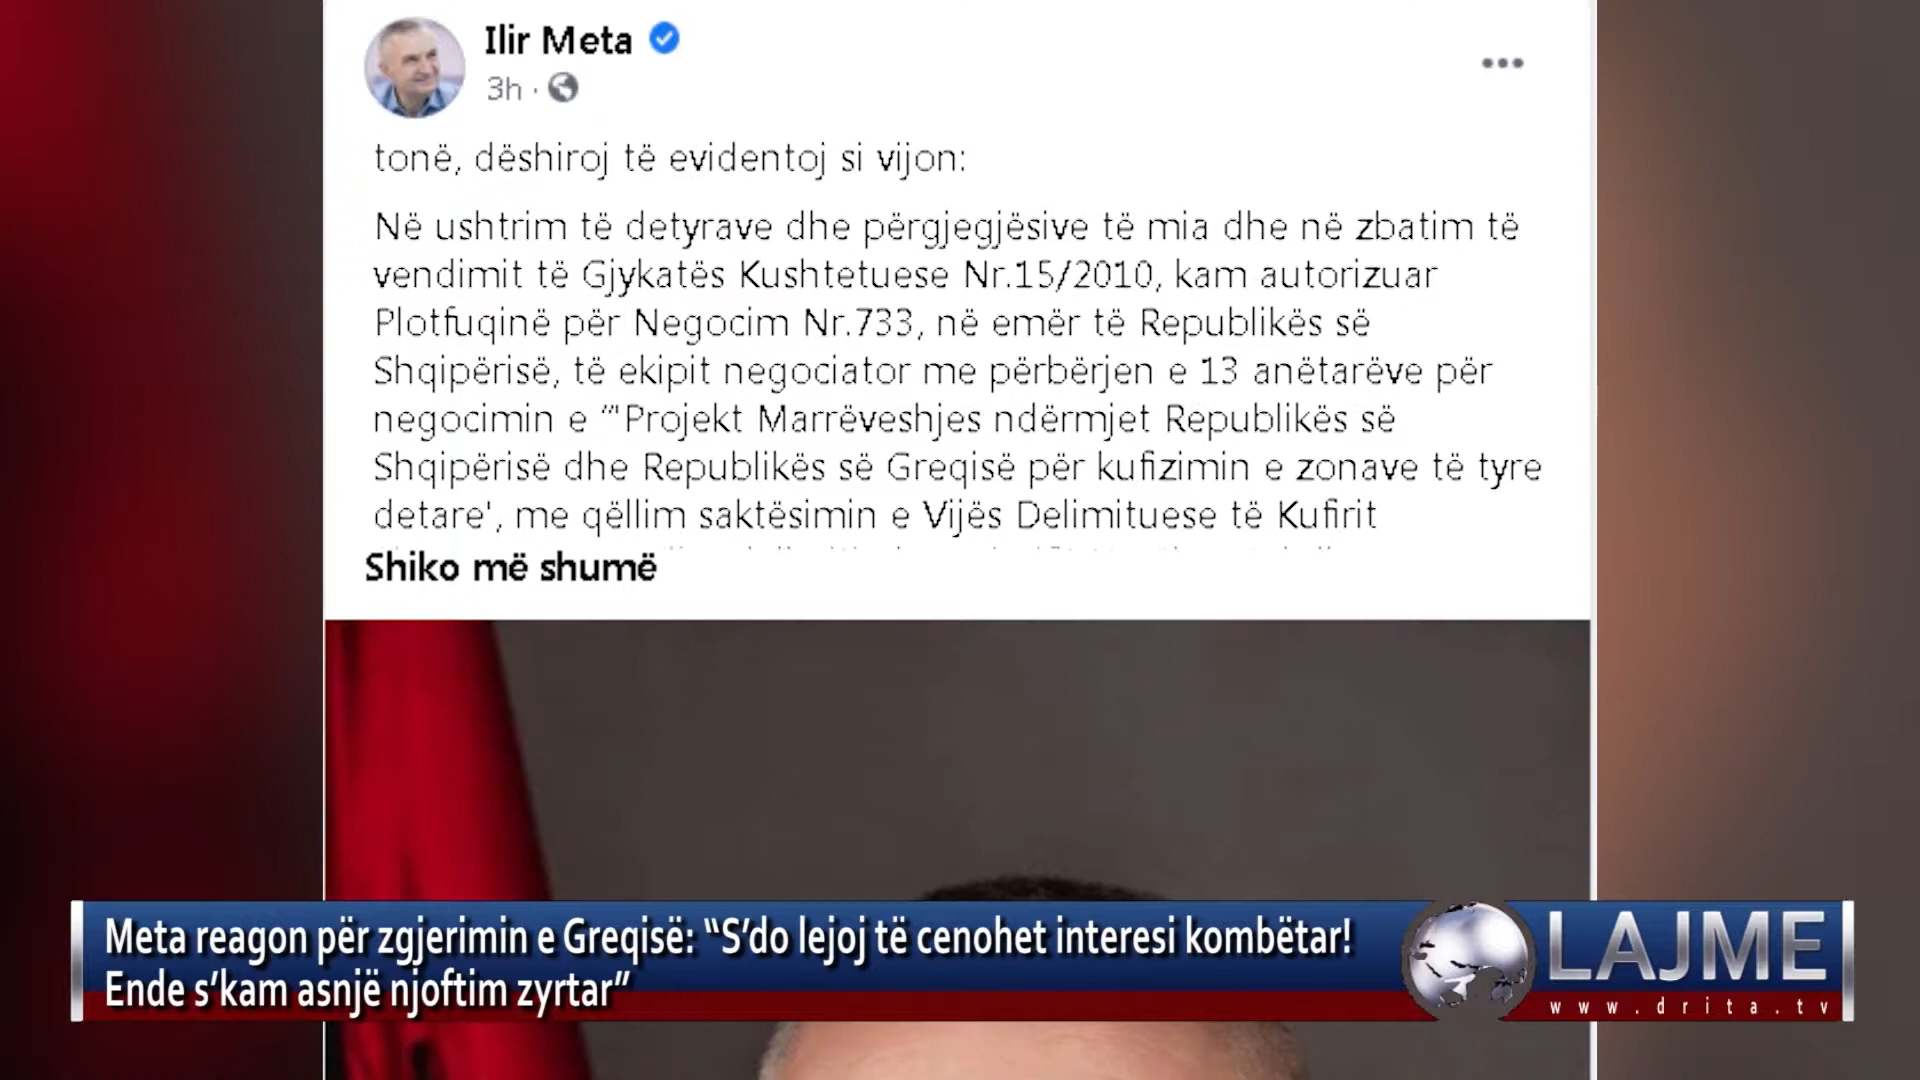 Ilir Meta
3h ·
tonë, dëshiroj të evidentoj si vijon:
Në ushtrim të detyrave dhe përgjegjësive të mia dhe në zbatim të
vendimit të Gjykatës Kushtetuese Nr.15/2010, kam autorizuar
Plotfuqinë për Negocim Nr.733, në emër të Republikës së
Shqipërisë, të ekipit negociator me përbërjen e 13 anëtarëve për
negocimin e “'Projekt Marrëveshjes ndërmjet Republikës së
Shqipërisë dhe Republikës së Greqisë për kufizimin e zonave të tyre
detare', me qëllim saktësimin e Vijës Delimituese të Kufirit
Shiko më shumë
Meta reagon për zgjerimin e Greqisë: “S’do lejoj të cenohet interesi kombëtar!
Ende s’kam asnjë njoftim zyrtar”
LAJME
www.drita.tv